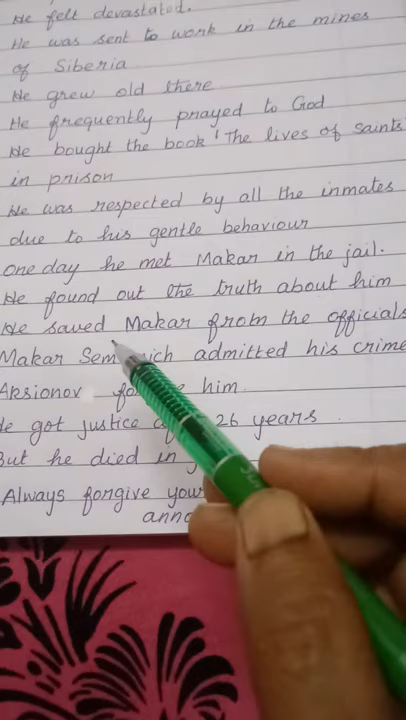 He felt devastated.
He was sent to work in the mines
of Siberia
He grew old there
He frequently prayed to God
He bought the book 'The lives of saints
in prison
He was respected by all the inmates
due to his gentle behaviour
One day he met Makar in the jail.
He found out the truth about him
He saved Makar from the officials
Makar admitted his crime
Aksionov him.
He got justice 26 years.
But he died in
Always forgive